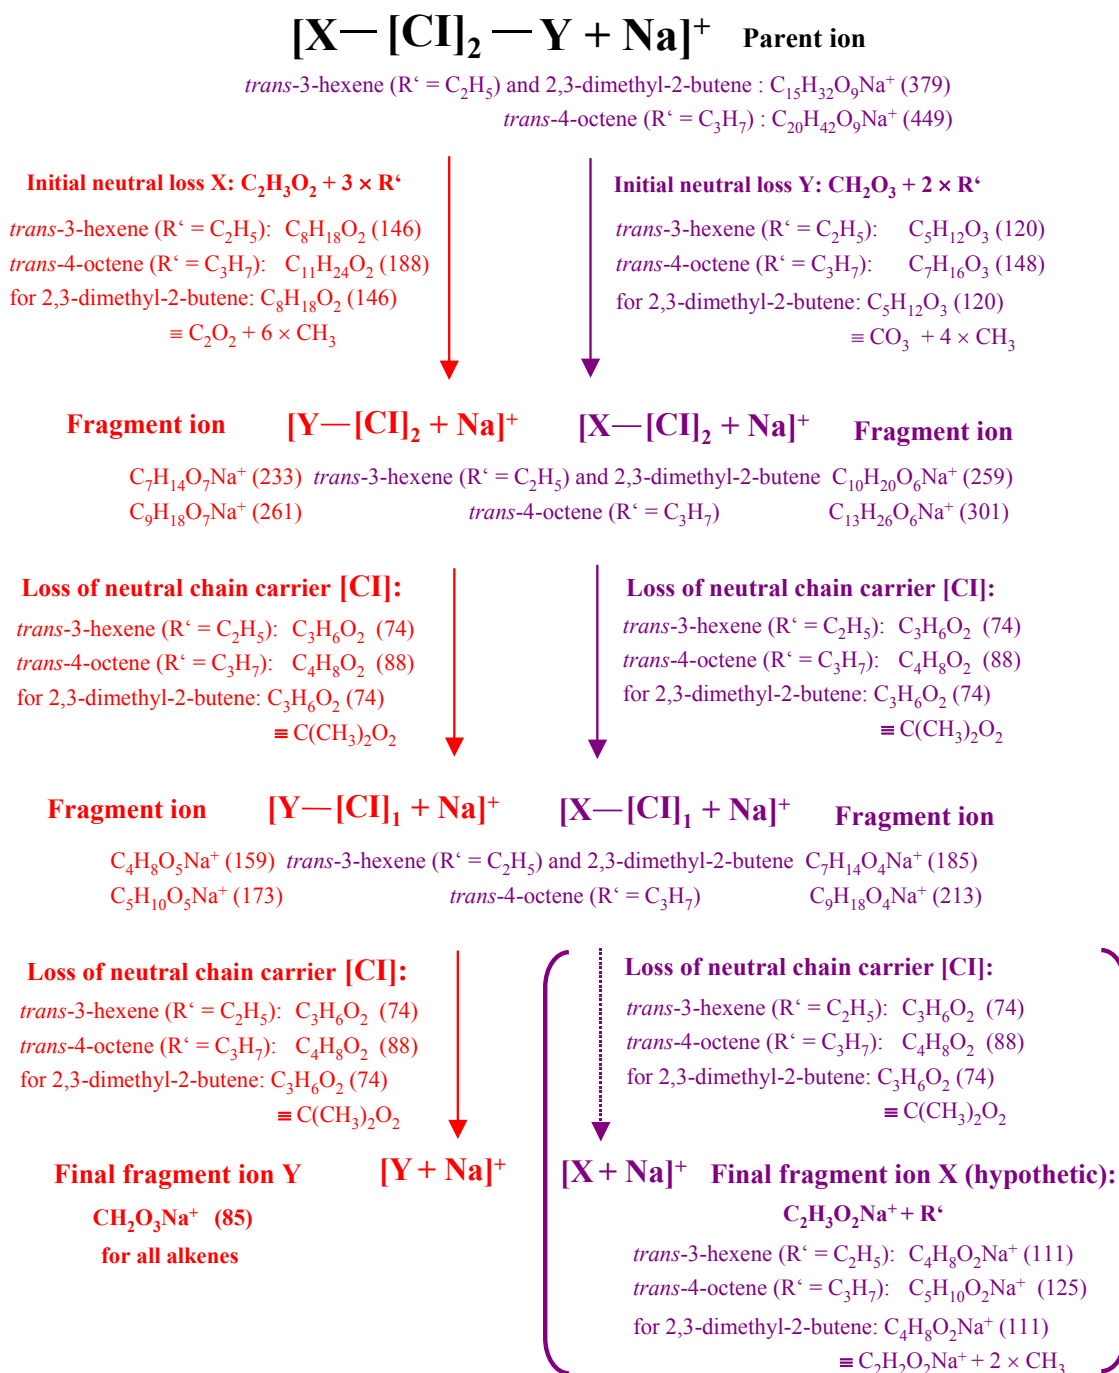 [X — [CI]₂ — Y + Na]⁺ Parent ion
trans-3-hexene (R‘ = C₂H₅) and 2,3-dimethyl-2-butene : C₁₅H₃₂O₉Na⁺ (379)
trans-4-octene (R‘ = C₃H₇) : C₂₀H₄₂O₉Na⁺ (449)
Initial neutral loss X: C₂H₃O₂ + 3 × R‘
trans-3-hexene (R‘ = C₂H₅): C₈H₁₈O₂ (146)
trans-4-octene (R‘ = C₃H₇): C₁₁H₂₄O₂ (188)
for 2,3-dimethyl-2-butene: C₈H₁₈O₂ (146)
≡ C₂O₂ + 6 × CH₃
Initial neutral loss Y: CH₂O₃ + 2 × R‘
trans-3-hexene (R‘ = C₂H₅): C₅H₁₂O₃ (120)
trans-4-octene (R‘ = C₃H₇): C₇H₁₆O₃ (148)
for 2,3-dimethyl-2-butene: C₅H₁₂O₃ (120)
≡ CO₃ + 4 × CH₃
Fragment ion [Y—[CI]₂ + Na]⁺ [X—[CI]₂ + Na]⁺ Fragment ion
C₇H₁₄O₇Na⁺ (233) trans-3-hexene (R‘ = C₂H₅) and 2,3-dimethyl-2-butene C₁₀H₂₀O₆Na⁺ (259)
C₉H₁₈O₇Na⁺ (261) trans-4-octene (R‘ = C₃H₇) C₁₃H₂₆O₆Na⁺ (301)
Loss of neutral chain carrier [CI]:
trans-3-hexene (R‘ = C₂H₅): C₃H₆O₂ (74)
trans-4-octene (R‘ = C₃H₇): C₄H₈O₂ (88)
for 2,3-dimethyl-2-butene: C₃H₆O₂ (74)
≡ C(CH₃)₂O₂
Loss of neutral chain carrier [CI]:
trans-3-hexene (R‘ = C₂H₅): C₃H₆O₂ (74)
trans-4-octene (R‘ = C₃H₇): C₄H₈O₂ (88)
for 2,3-dimethyl-2-butene: C₃H₆O₂ (74)
≡ C(CH₃)₂O₂
Fragment ion [Y—[CI]₁ + Na]⁺ [X—[CI]₁ + Na]⁺ Fragment ion
C₄H₈O₅Na⁺ (159) trans-3-hexene (R‘ = C₂H₅) and 2,3-dimethyl-2-butene C₇H₁₄O₄Na⁺ (185)
C₅H₁₀O₅Na⁺ (173) trans-4-octene (R‘ = C₃H₇) C₉H₁₈O₄Na⁺ (213)
Loss of neutral chain carrier [CI]:
trans-3-hexene (R‘ = C₂H₅): C₃H₆O₂ (74)
trans-4-octene (R‘ = C₃H₇): C₄H₈O₂ (88)
for 2,3-dimethyl-2-butene: C₃H₆O₂ (74)
≡ C(CH₃)₂O₂
Final fragment ion Y [Y + Na]⁺
CH₂O₃Na⁺ (85)
for all alkenes
Loss of neutral chain carrier [CI]:
trans-3-hexene (R‘ = C₂H₅): C₃H₆O₂ (74)
trans-4-octene (R‘ = C₃H₇): C₄H₈O₂ (88)
for 2,3-dimethyl-2-butene: C₃H₆O₂ (74)
≡ C(CH₃)₂O₂
[X + Na]⁺ Final fragment ion X (hypothetic):
C₂H₃O₂Na⁺ + R‘
trans-3-hexene (R‘ = C₂H₅): C₄H₈O₂Na⁺ (111)
trans-4-octene (R‘ = C₃H₇): C₅H₁₀O₂Na⁺ (125)
for 2,3-dimethyl-2-butene: C₄H₈O₂Na⁺ (111)
≡ C₂H₂O₂Na⁺ + 2 × CH₃